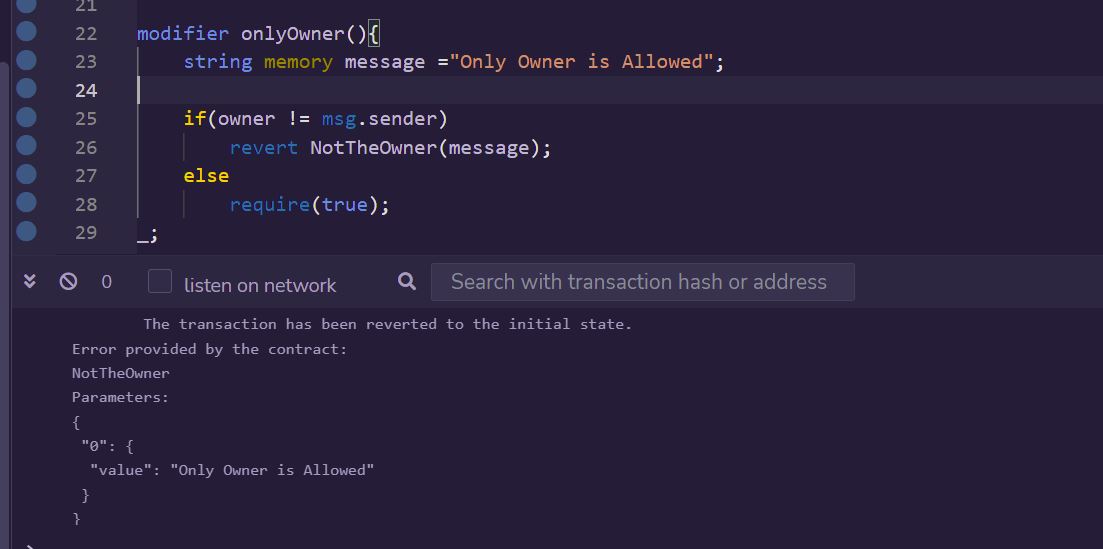 21
22 modifier onlyOwner(){
23 string memory message ="Only Owner is Allowed";
24
25 if(owner != msg.sender)
26 revert NotTheOwner(message);
27 else
28 require(true);
29 _;
0 listen on network Search with transaction hash or address
The transaction has been reverted to the initial state.
Error provided by the contract:
NotTheOwner
Parameters:
{
"0": {
"value": "Only Owner is Allowed"
}
}